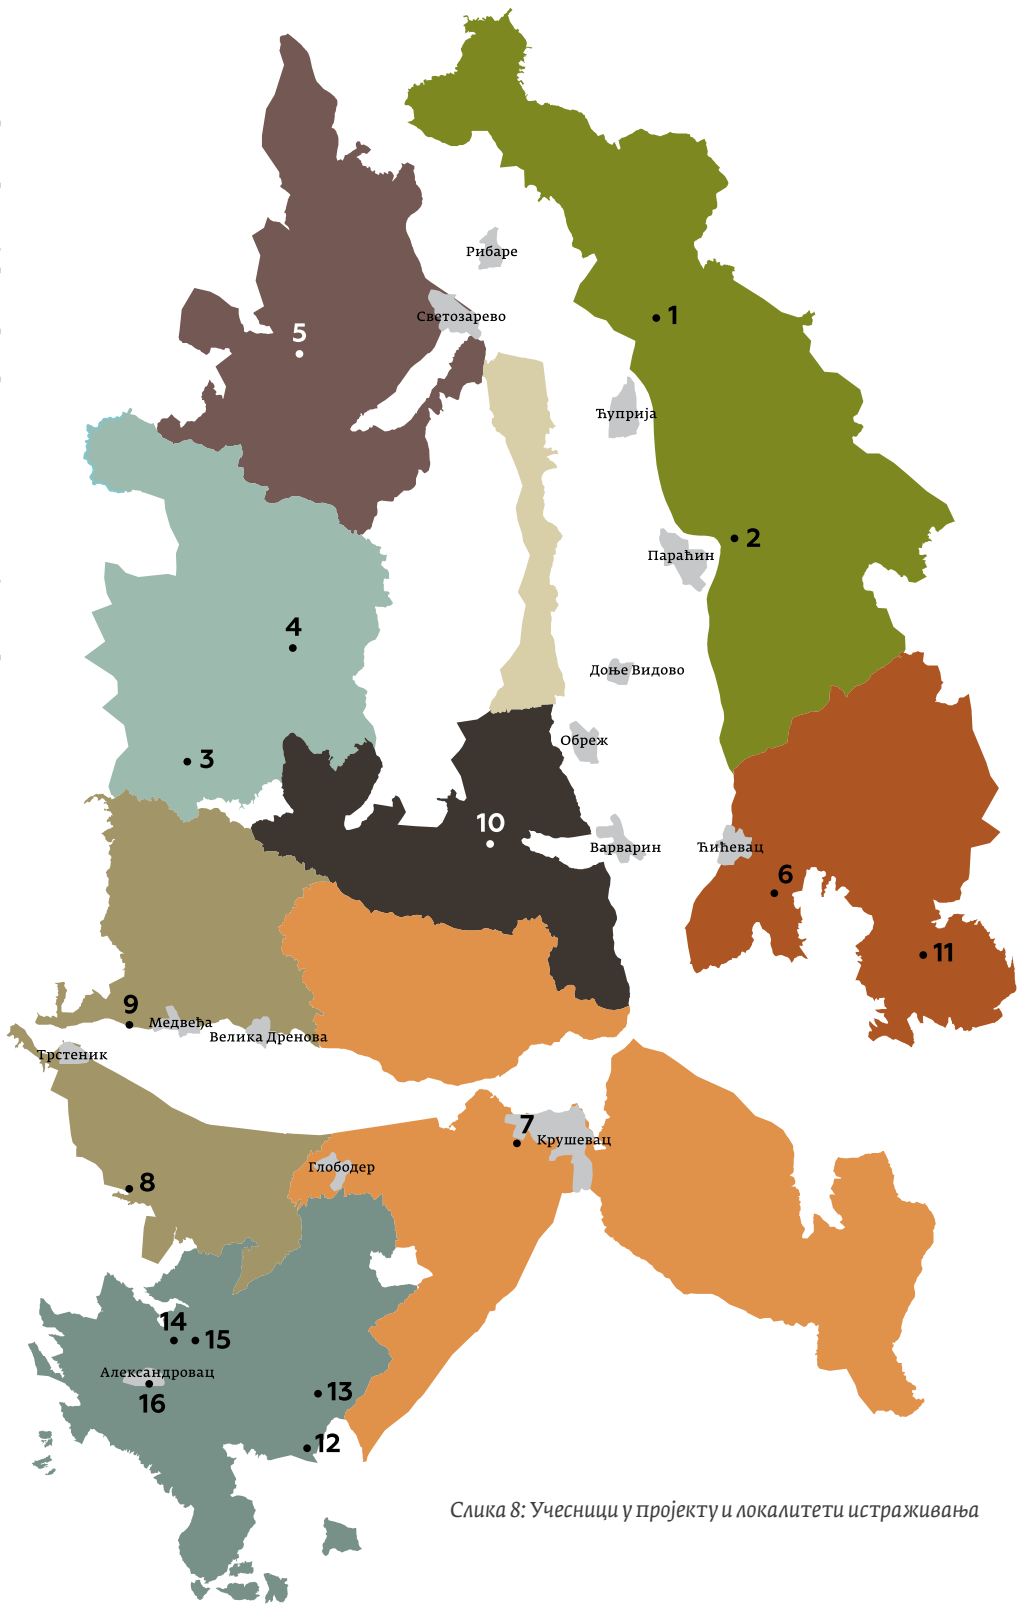 Рибаре
Светозарево
1
5
Ћуприја
2
Параћин
4
Доње Видово
Обреж
3
10
Варварин
Ћићевац
6
11
9
Медвеђа
Велика Дренова
Трстеник
7
Крушевац
Глободер
8
14
15
Александровац
13
16
12
Слика 8: Учесници у пројекту и локалитети истраживања